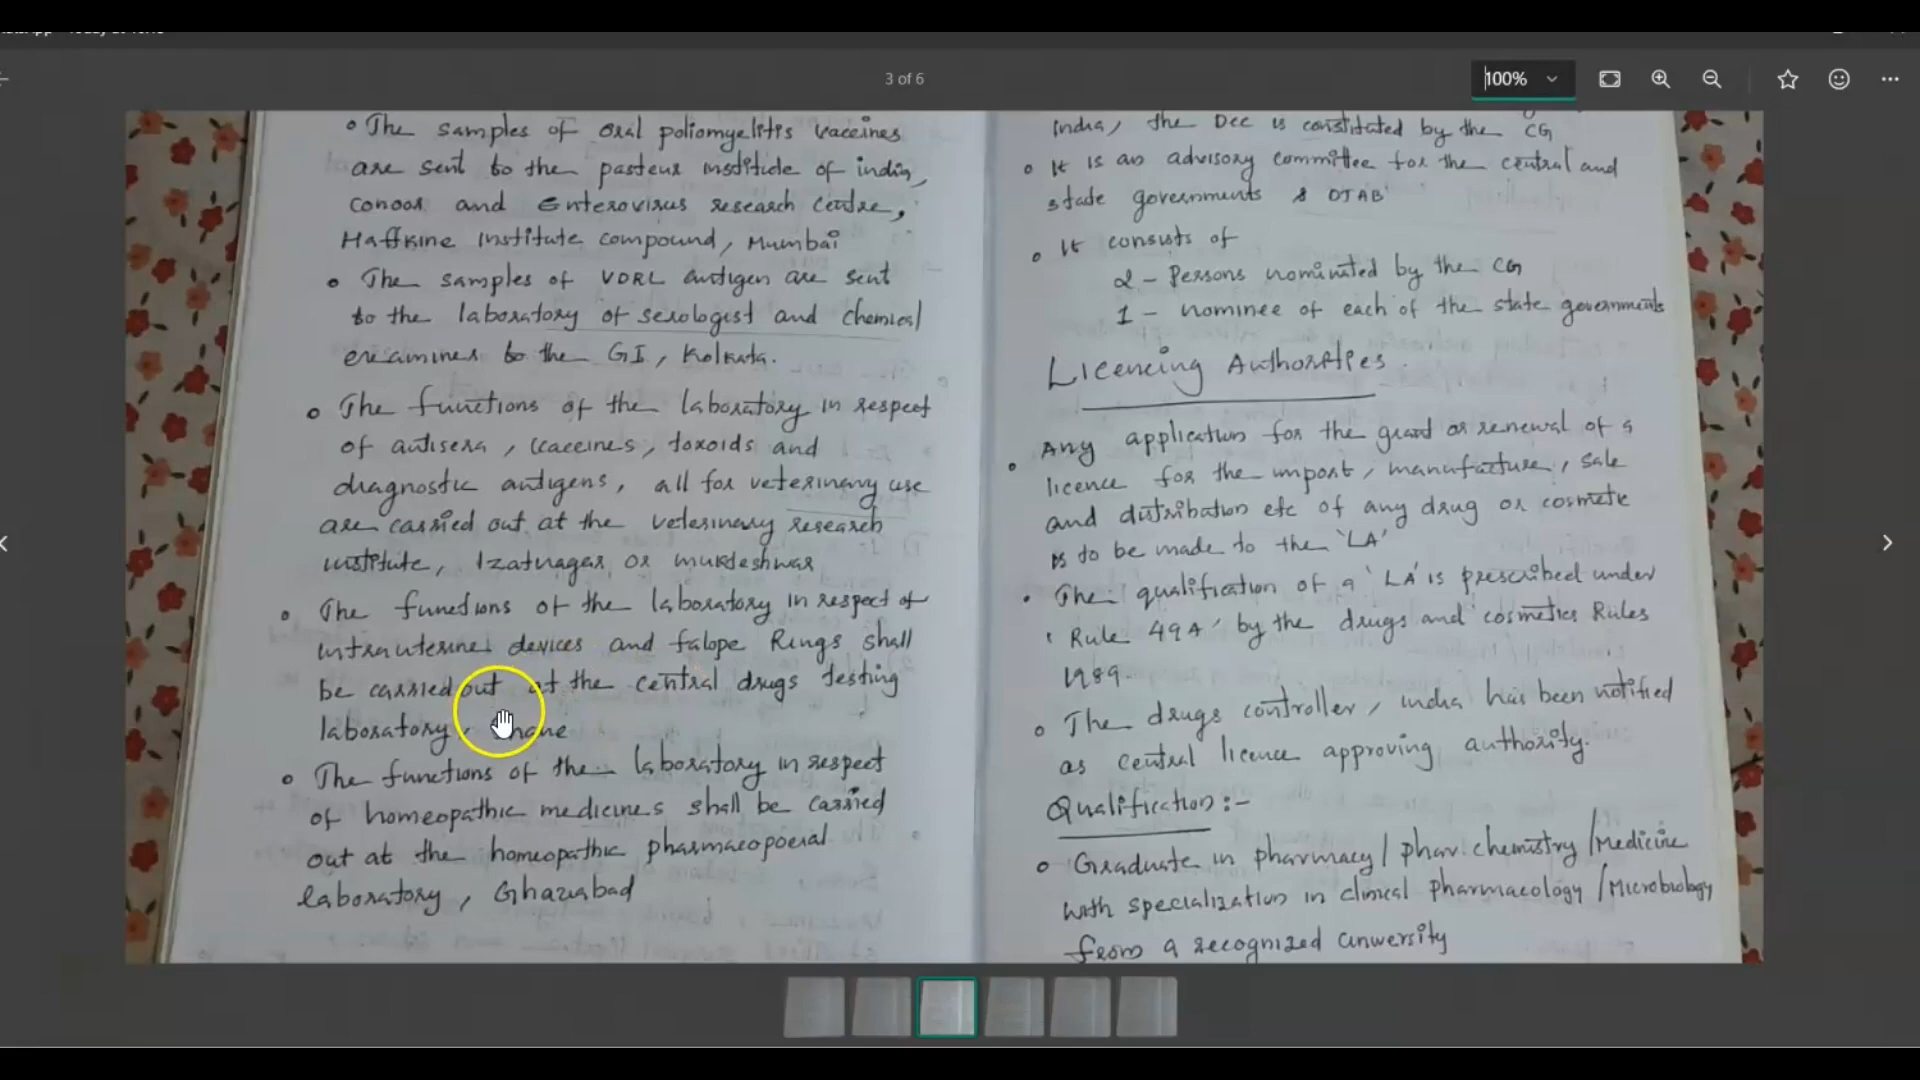 3 of 6
100%
The samples of oral poliomyelitis vaccines
are sent to the pasteur institute of india,
conoor and Enterovirus research centre,
Haffkine institute compound, Mumbai
The samples of VDRL antigen are sent
to the laboratory of serologist and chemical
examiner to the GI, Kolkata.
The functions of the laboratory in respect
of antisera, vaccines, toxoids and
diagnostic antigens, all for veterinary use
are carried out at the veterinary research
institute, Izatnagar or mukteshwar
The functions of the laboratory in respect of
intrauterine devices and falope Rings shall
be carried out at the central drugs testing
laboratory, Thane
The functions of the laboratory in respect
of homeopathic medicines shall be carried
out at the homeopathic pharmacopoeial
laboratory, Ghaziabad
India, the Dcc is constituted by the CG
It is an advisory committee for the central and
state governments & DTAB
It consists of
2 - Persons nominated by the CG
1 - nominee of each of the state governments
Licencing Authorities
Any application for the grant or renewal of a
licence for the import, manufacture, sale
and distribution etc of any drug or cosmetic
is to be made to the 'LA'
The qualification of a 'LA' is prescribed under
'Rule 49A' by the drugs and cosmetics Rules
1989.
The drugs controller, india has been notified
as central licence approving authority.
Qualification:-
Graduate in pharmacy / phar. chemistry / Medicine
with specialization in clinical pharmacology / Microbiology
from a recognized university